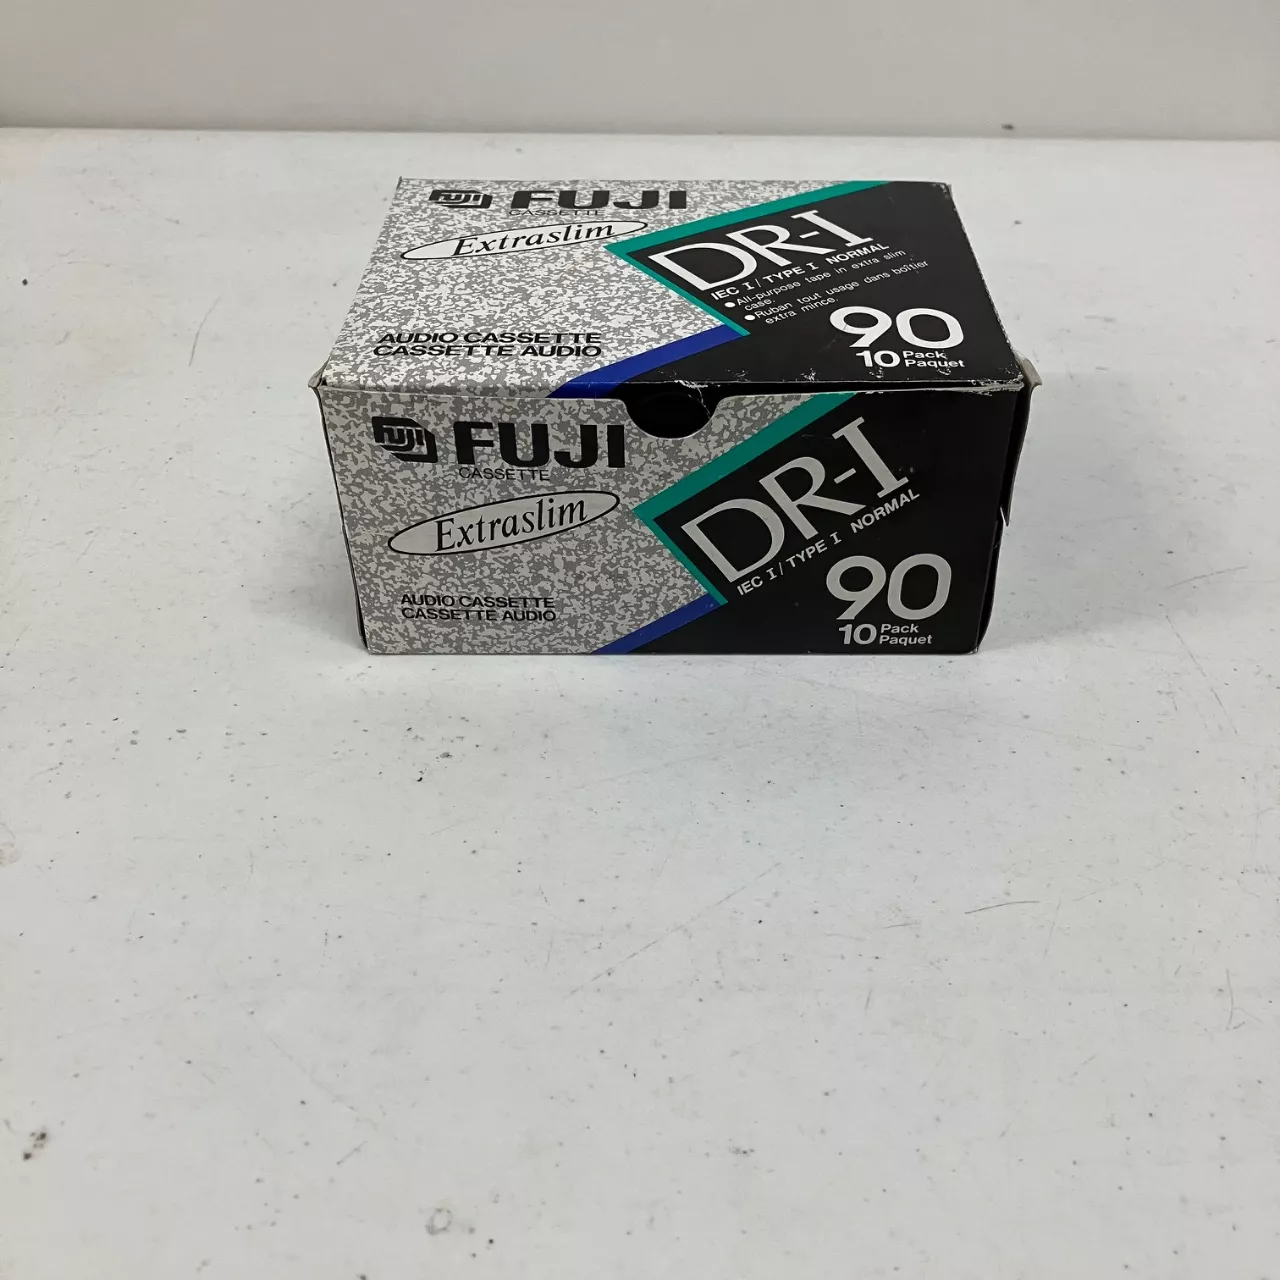 FUJI FUJI
CASSETTE
Extraslim
AUDIO CASSETTE
CASSETTE AUDIO
DR-I
IEC I/TYPE I NORMAL
●All-purpose tape in extra slim
case.
●Ruban tout usage dans boîtier
extra mince.
90
10 Pack
Paquet
FUJI FUJI
CASSETTE
Extraslim
AUDIO CASSETTE
CASSETTE AUDIO
DR-I
IEC I/TYPE I NORMAL
90
10 Pack
Paquet